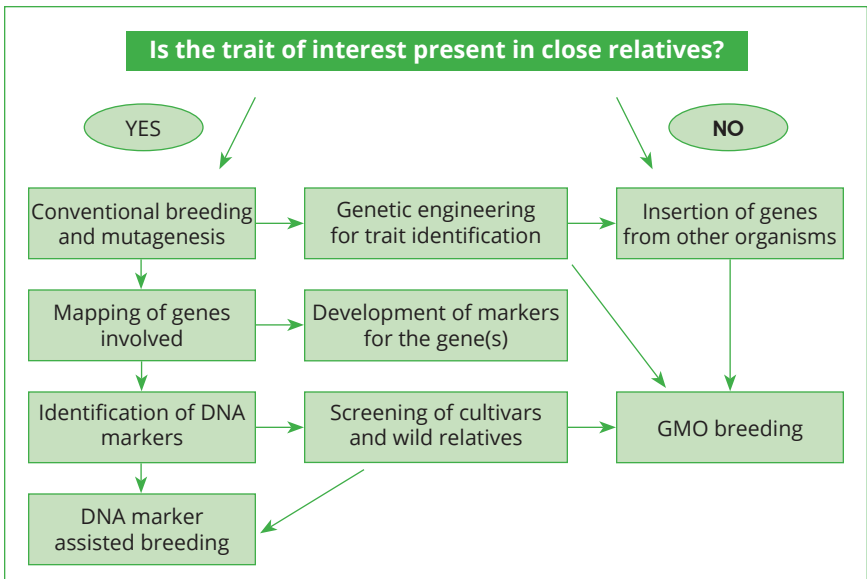 Is the trait of interest present in close relatives?
YES
NO
Conventional breeding
and mutagenesis
Genetic engineering
for trait identification
Insertion of genes
from other organisms
Mapping of genes
involved
Development of markers
for the gene(s)
Identification of DNA
markers
Screening of cultivars
and wild relatives
GMO breeding
DNA marker
assisted breeding